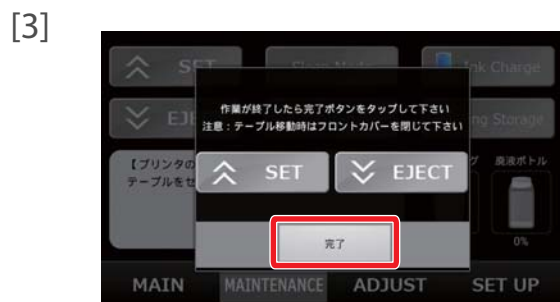 [3]
SET
Ink Charge
作業が終了したら完了ボタンをタップして下さい
注意：テーブル移動時はフロントカバーを閉じて下さい
EJE
ng Storage
SET
EJECT
【プリンタの
テーブルをセ
グ
廃液ボトル
完了
0%
MAIN
MAINTENANCE
ADJUST
SET UP